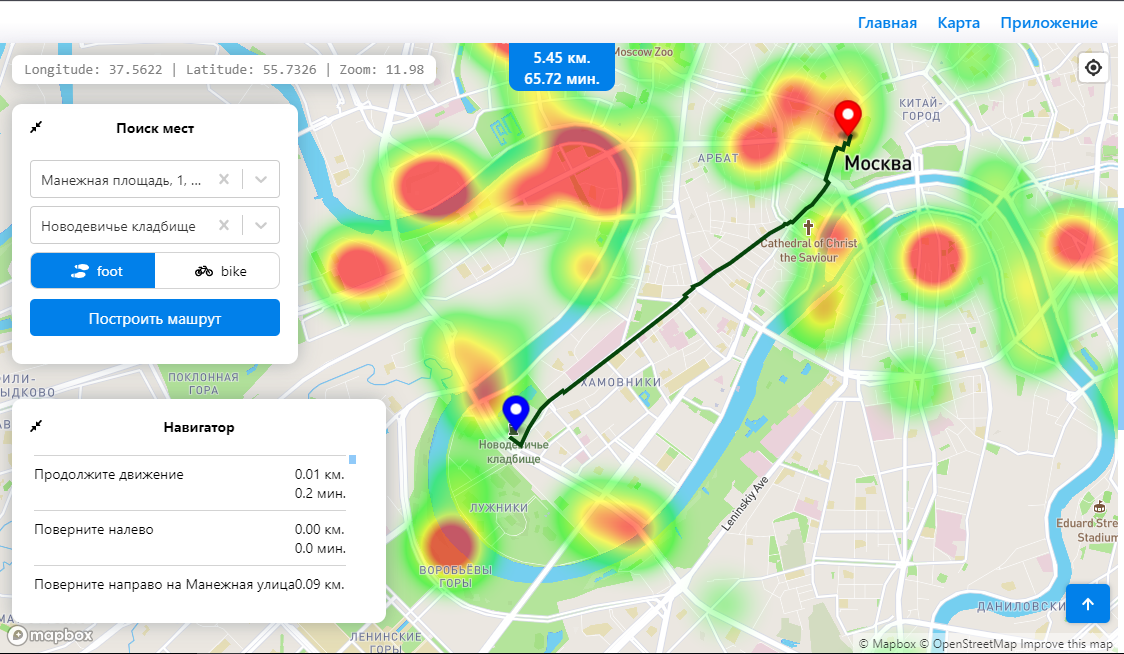 Главная Карта Приложение
Longitude: 37.5622 | Latitude: 55.7326 | Zoom: 11.98
5.45 км.
65.72 мин.
Moscow Zoo
Поиск мест
Манежная площадь, 1, ...
Новодевичье кладбище
foot bike
Построить машрут
КИТАЙ-
ГОРОД
АРБАТ
Москва
Cathedral of Christ
the Saviour
ПОКЛОННАЯ
ГОРА
ХАМОВНИКИ
Новодевичье
кладбище
Навигатор
Продолжите движение 0.01 км.
0.2 мин.
Поверните налево 0.00 км.
0.0 мин.
Поверните направо на Манежная улица0.09 км.
ЛУЖНИКИ
Leninskiy Ave
Eduard Stre
Stadium
ВОРОБЬЁВЫ
ГОРЫ
ДАНИЛОВСКИ
ЛЕНИНСКИЕ
ГОРЫ
mapbox
© Mapbox © OpenStreetMap Improve this map